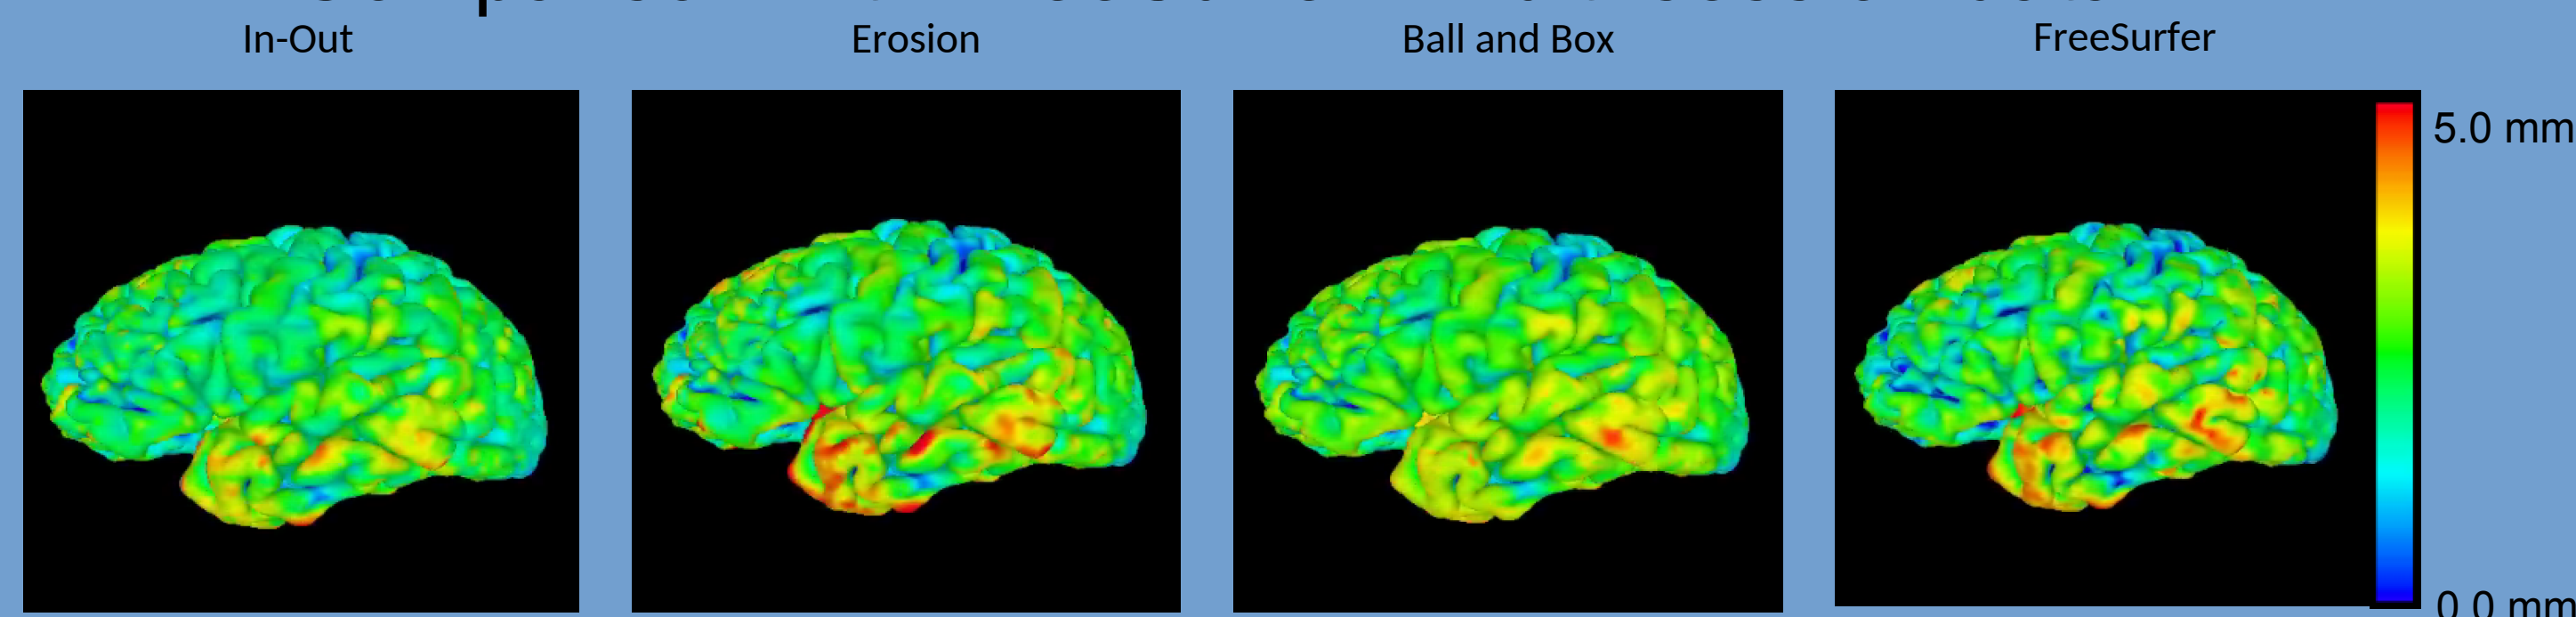 In-Out
Erosion
Ball and Box
FreeSurfer
5.0 mm
0.0 mm